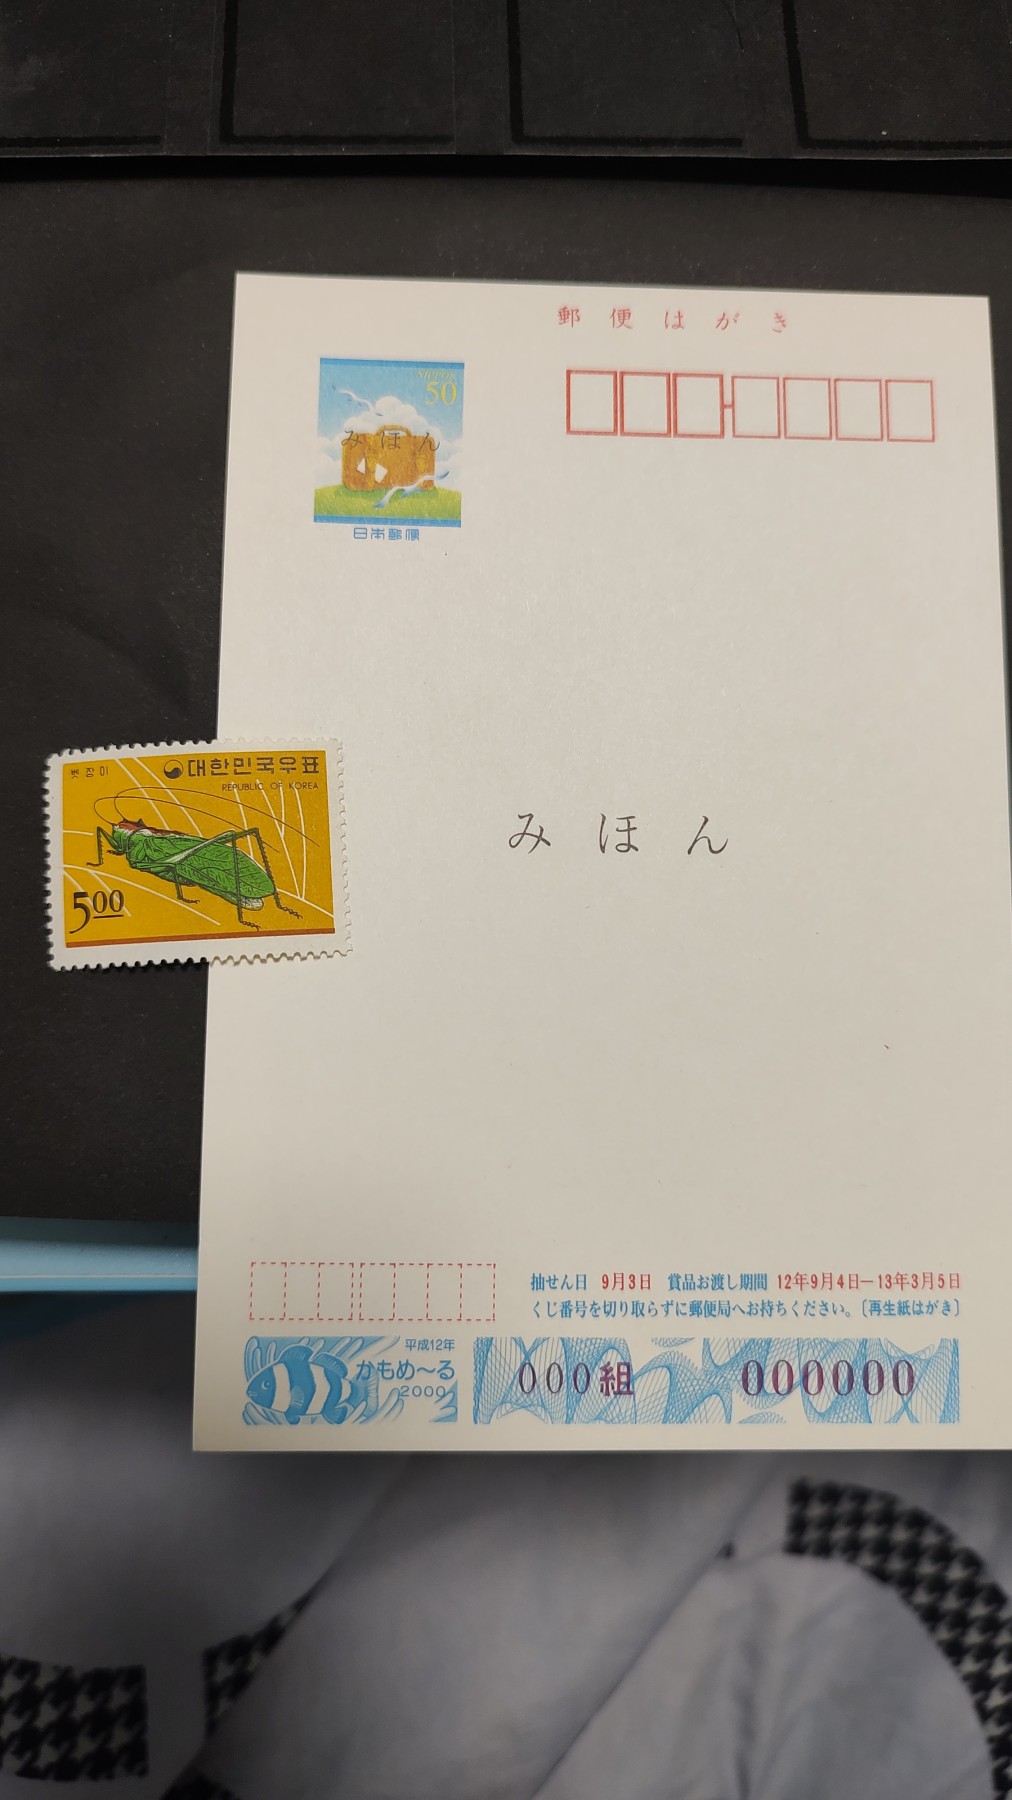 郵便はがき
NIPPON
50
みほん
日本郵便
벳장이
대한민국우표
REPUBLIC OF KOREA
500
みほん
抽せん日 9月3日 賞品お渡し期間 12年9月4日−13年3月5日
くじ番号を切り取らずに郵便局へお持ちください。〔再生紙はがき〕
平成12年
かもめ〜る
2000
000組 000000